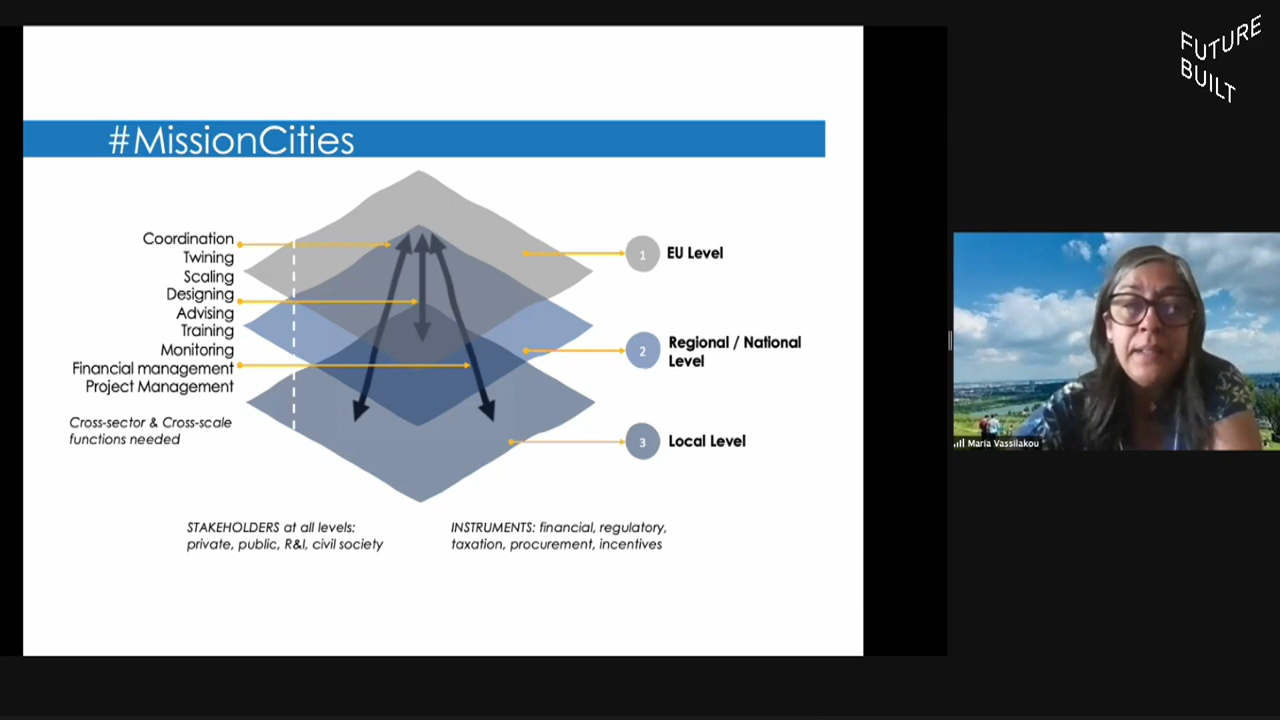 FUTURE
BUILT
#MissionCities
Coordination
Twining
Scaling
Designing
Advising
Training
Monitoring
Financial management
Project Management
Cross-sector & Cross-scale
functions needed
1
EU Level
2
Regional / National
Level
3
Local Level
STAKEHOLDERS at all levels:
private, public, R&I, civil society
INSTRUMENTS: financial, regulatory,
taxation, procurement, incentives
Maria Vassilakou